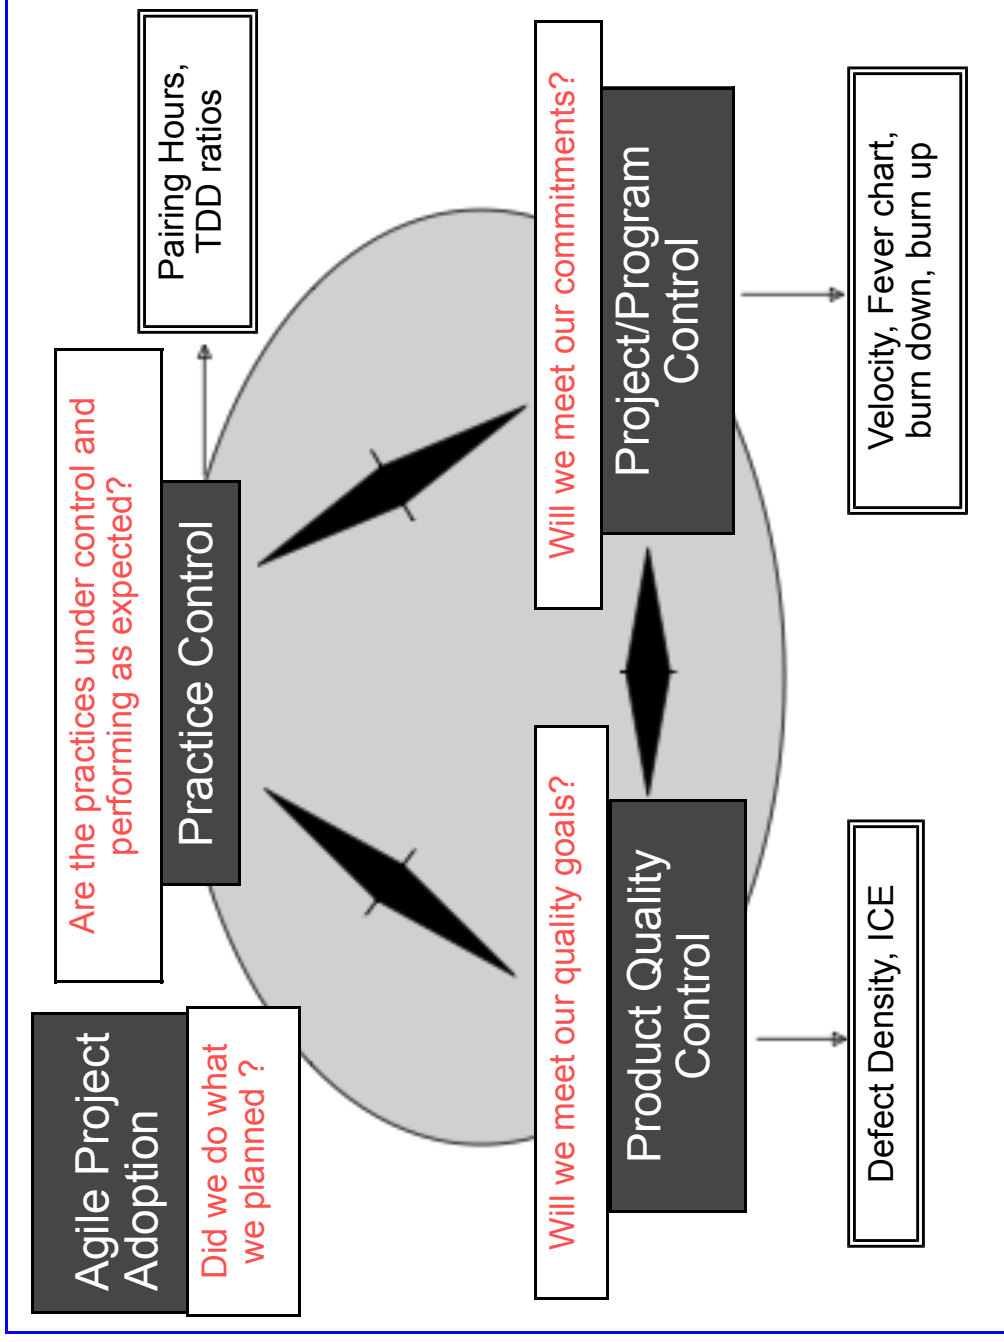 Agile Project
Adoption
Did we do what
we planned ?
Are the practices under control and
performing as expected?
Practice Control
Pairing Hours,
TDD ratios
Will we meet our quality goals?
Product Quality
Control
Will we meet our commitments?
Project/Program
Control
Defect Density, ICE
Velocity, Fever chart,
burn down, burn up